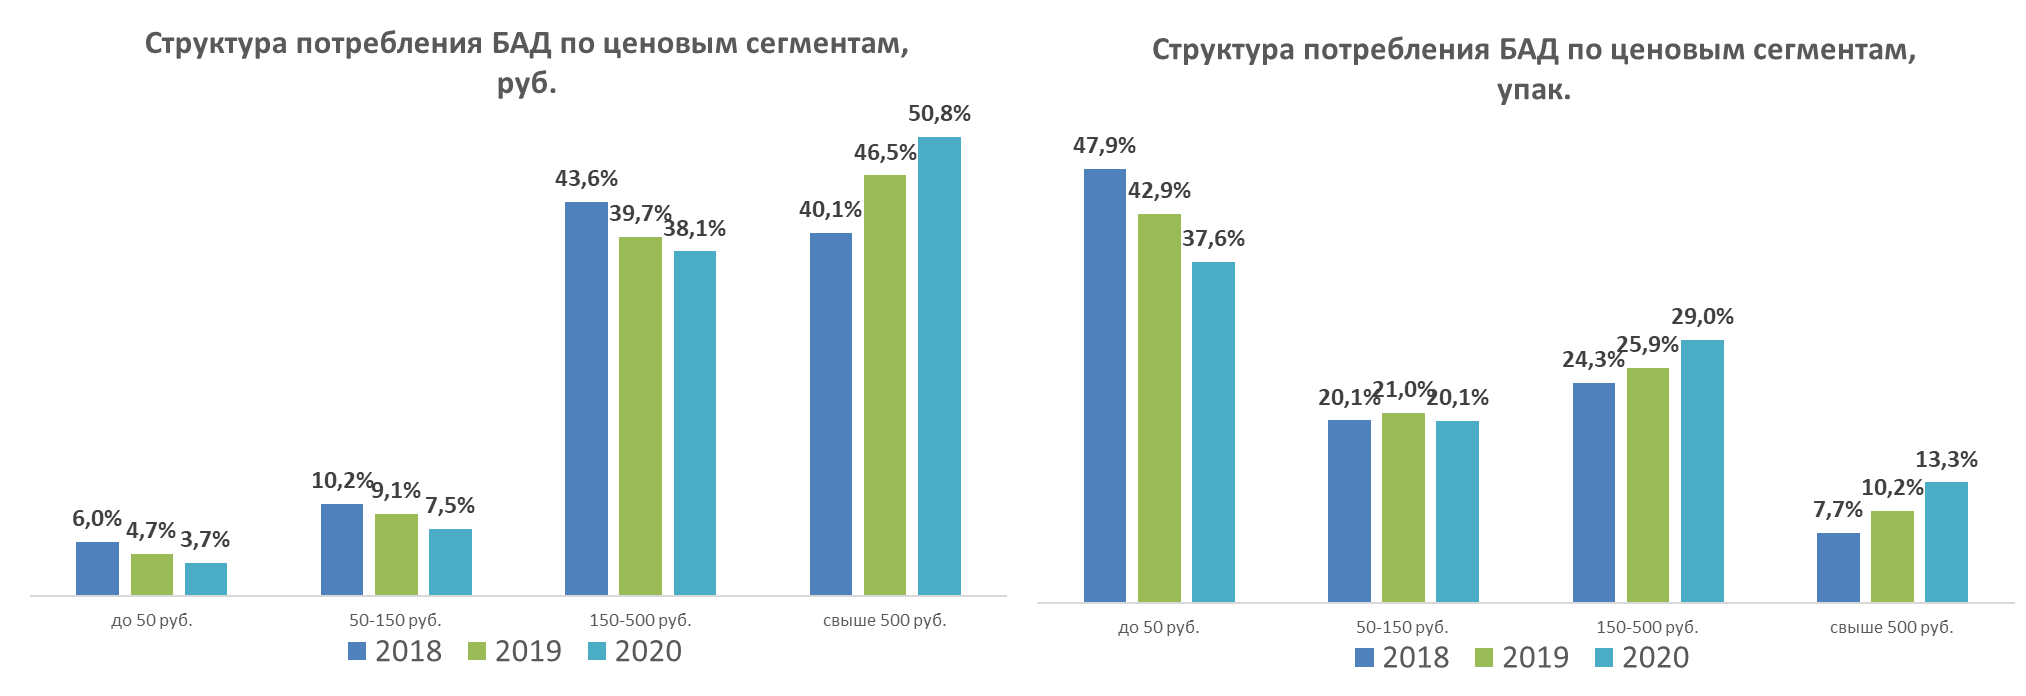 Структура потребления БАД по ценовым сегментам,
руб.
50,8%
46,5%
43,6%
39,7%
38,1%
40,1%
10,2%
9,1%
7,5%
6,0%
4,7%
3,7%
до 50 руб.
50-150 руб.
150-500 руб.
свыше 500 руб.
2018
2019
2020
Структура потребления БАД по ценовым сегментам,
упак.
47,9%
42,9%
37,6%
20,1%
21,0%
20,1%
24,3%
25,9%
29,0%
7,7%
10,2%
13,3%
до 50 руб.
50-150 руб.
150-500 руб.
свыше 500 руб.
2018
2019
2020